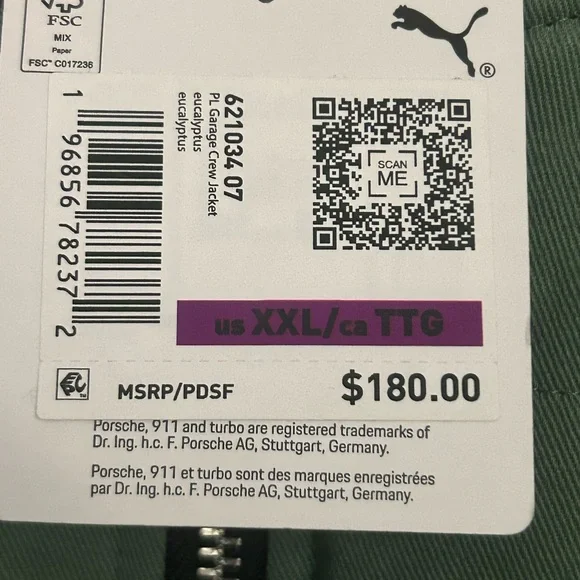 FSC
MIX
Paper
FSC™ C017236
®
1 96856 78237 2
621034 07
PL Garage Crew Jacket
eucalyptus
eucalyptus
SCAN
ME
us XXL/ca TTG
MSRP/PDSF $180.00
Porsche, 911 and turbo are registered trademarks of
Dr. Ing. h.c. F. Porsche AG, Stuttgart, Germany.
Porsche, 911 et turbo sont des marques enregistrées
par Dr. Ing. h.c. F. Porsche AG, Stuttgart, Germany.